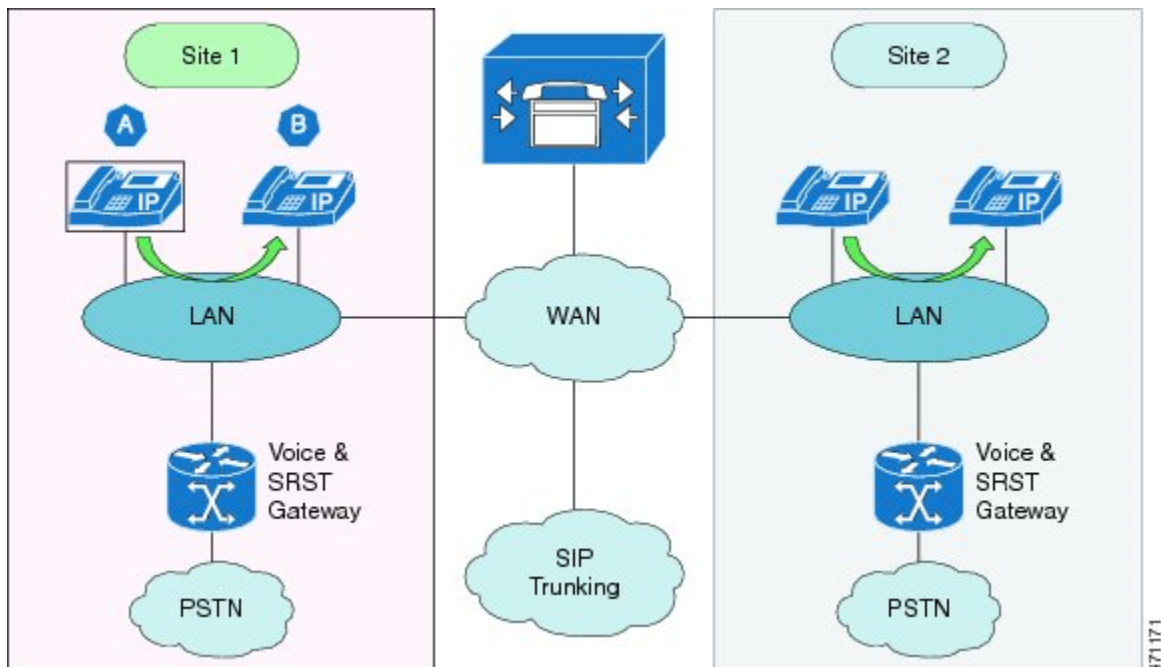 Site 1
Site 2
A
B
IP
IP
IP
IP
LAN
WAN
LAN
Voice &
SRST
Gateway
Voice &
SRST
Gateway
SIP
Trunking
PSTN
PSTN